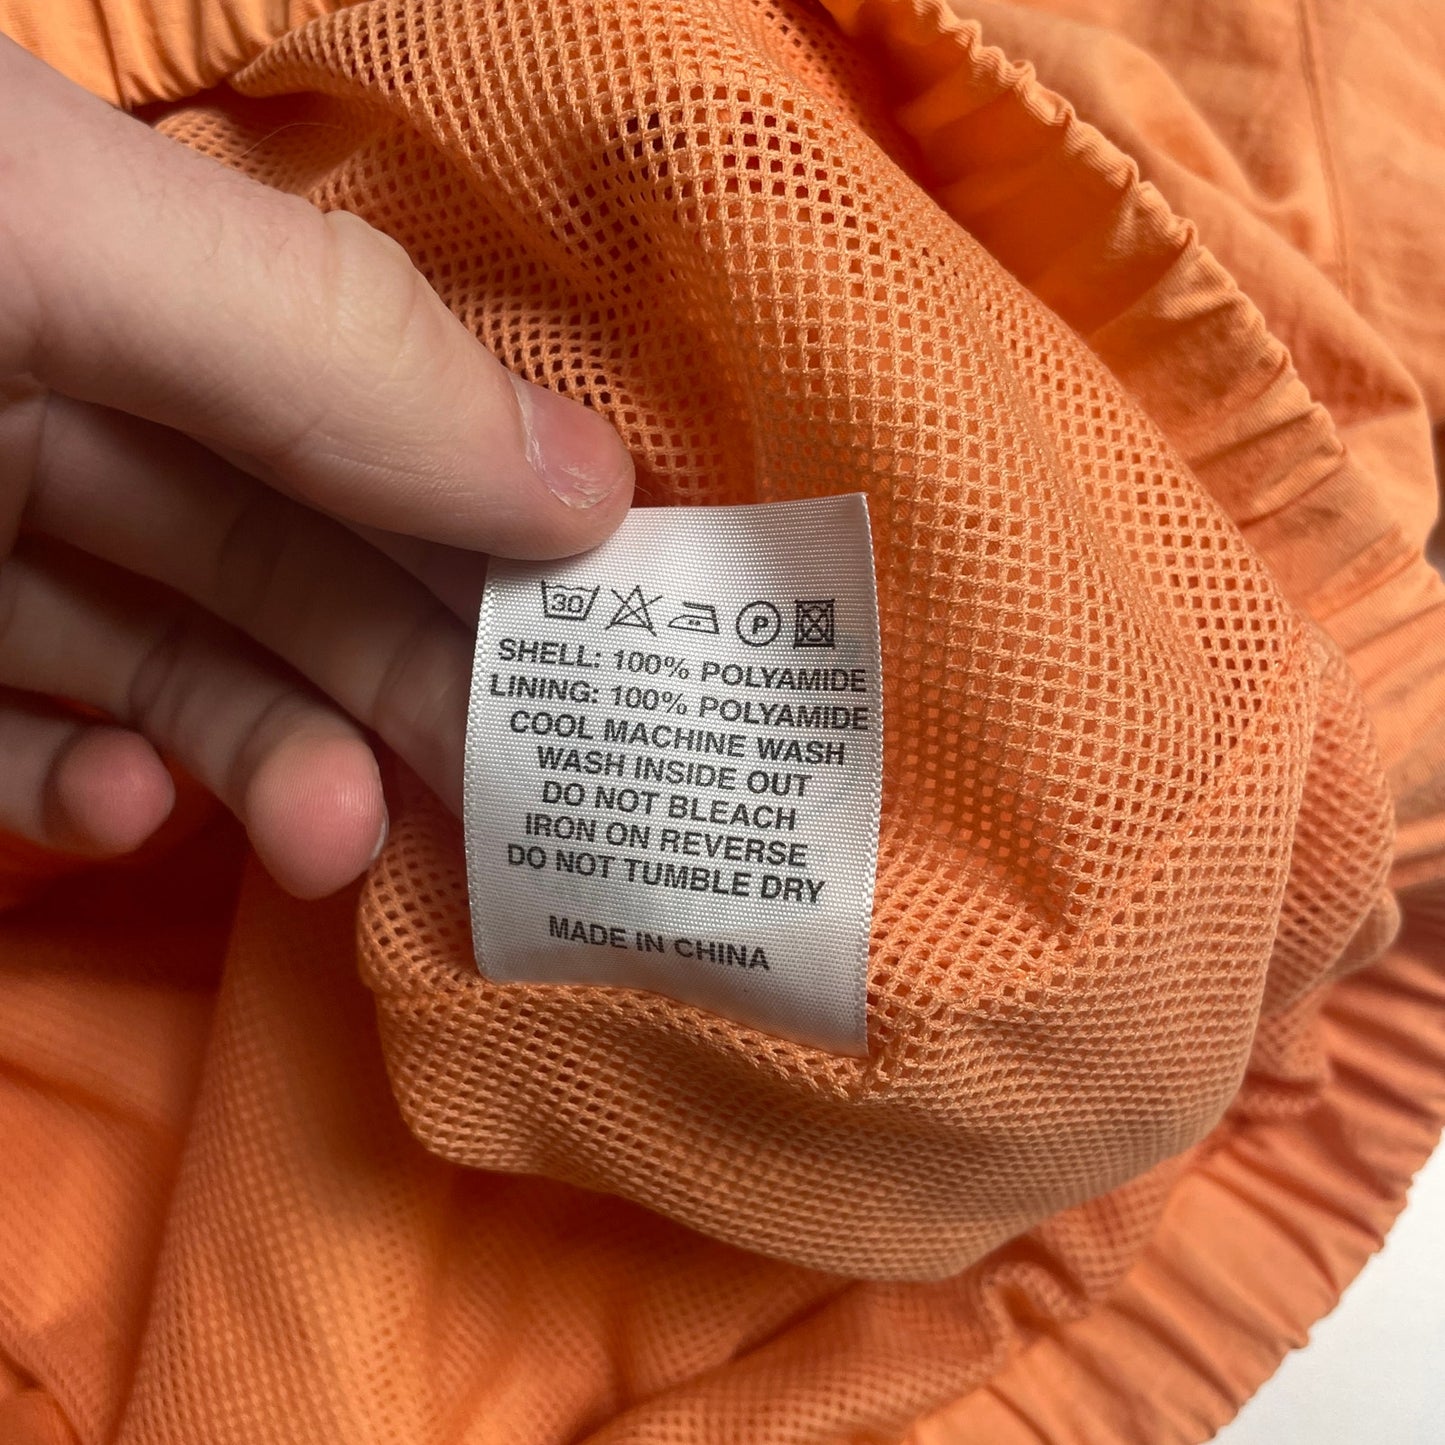 30 P
SHELL: 100% POLYAMIDE
LINING: 100% POLYAMIDE
COOL MACHINE WASH
WASH INSIDE OUT
DO NOT BLEACH
IRON ON REVERSE
DO NOT TUMBLE DRY
MADE IN CHINA